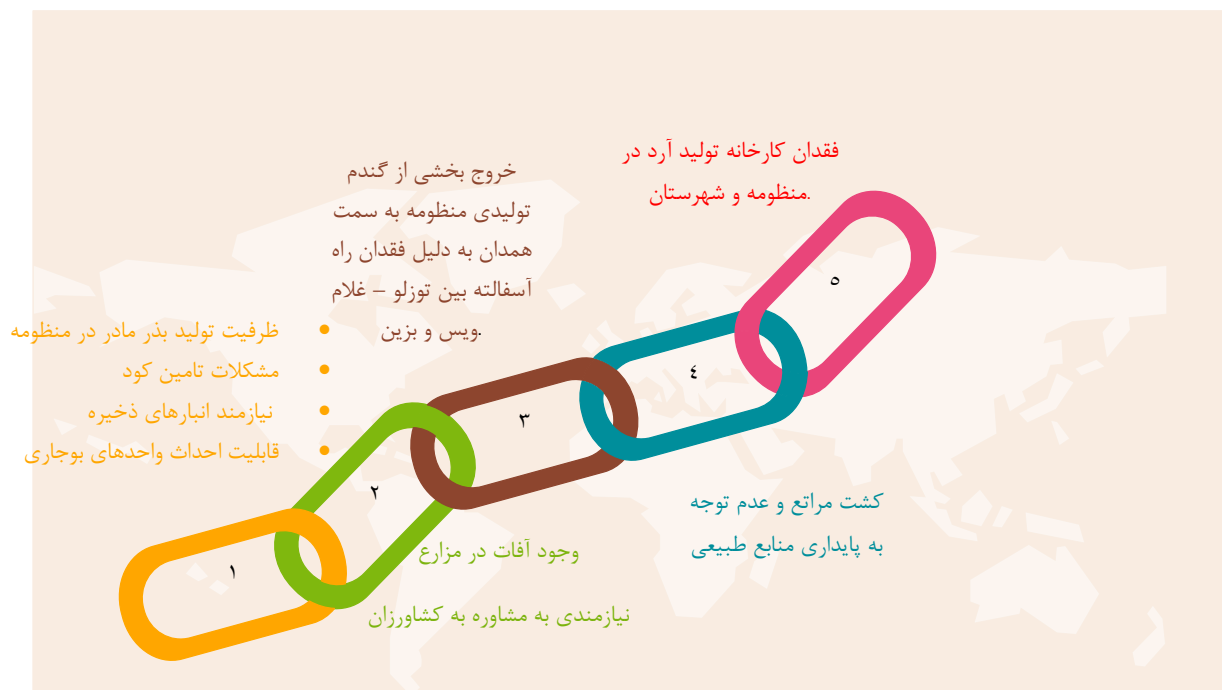 فقدان کارخانه تولید آرد در
منظومه و شهرستان.
خروج بخشی از گندم
تولیدی منظومه به سمت
همدان به دلیل فقدان راه
آسفالته بین توزلو – غلام
ویس و بزین.
• ظرفیت تولید بذر مادر در منظومه
• مشکلات تامین کود
• نیازمند انبارهای ذخیره
• قابلیت احداث واحدهای بوجاری
۵
۴
۳
۲
۱
کشت مراتع و عدم توجه
به پایداری منابع طبیعی
وجود آفات در مزارع
نیازمندی به مشاوره به کشاورزان